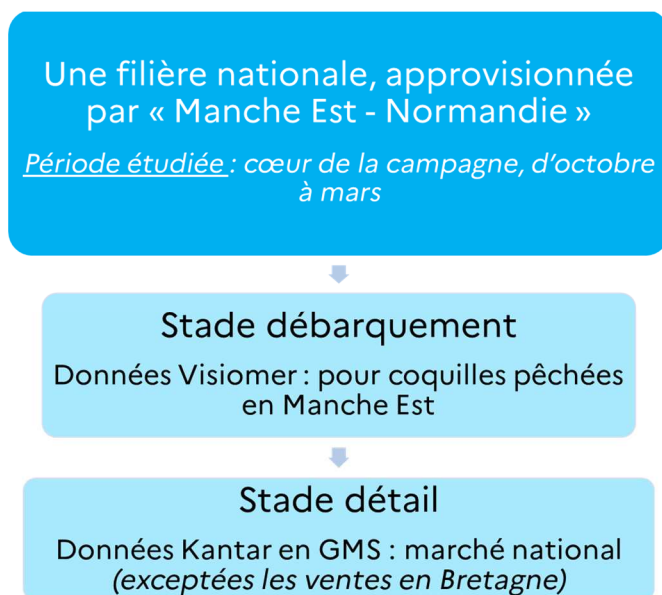 Une filière nationale, approvisionnée
par « Manche Est - Normandie »
Période étudiée : cœur de la campagne, d’octobre
à mars
Stade débarquement
Données Visiomer : pour coquilles pêchées
en Manche Est
Stade détail
Données Kantar en GMS : marché national
(exceptées les ventes en Bretagne)